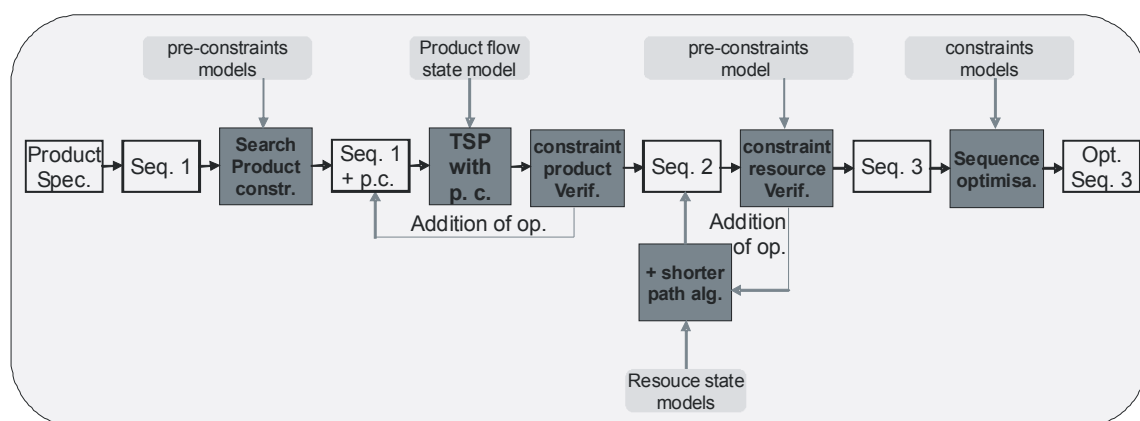 pre-constraints
models
Product flow
state model
pre-constraints
model
constraints
models
Product
Spec.
Seq. 1
Search
Product
constr.
Seq. 1
+ p.c.
TSP
with
p. c.
constraint
product
Verif.
Seq. 2
constraint
resource
Verif.
Seq. 3
Sequence
optimisa.
Opt.
Seq. 3
Addition of op.
Addition
of op.
+ shorter
path alg.
Resouce state
models